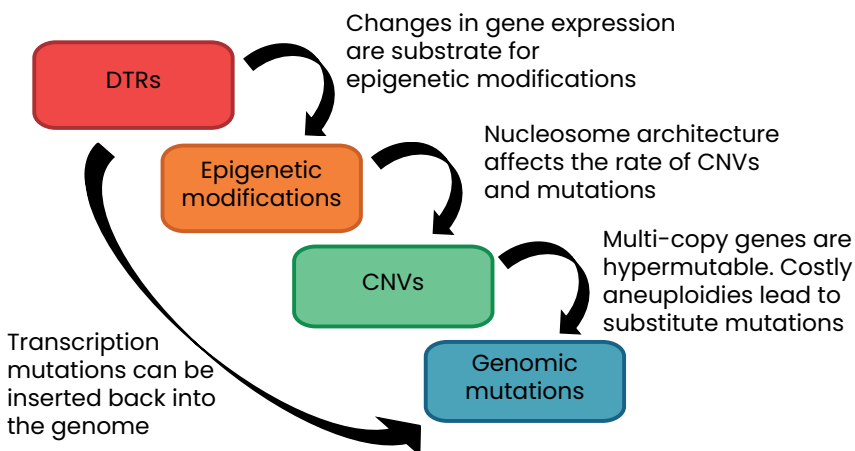 Changes in gene expression
are substrate for
epigenetic modifications
DTRs
Nucleosome architecture
affects the rate of CNVs
and mutations
Epigenetic
modifications
Multi-copy genes are
hypermutable. Costly
aneuploidies lead to
substitute mutations
CNVs
Transcription
mutations can be
inserted back into
the genome
Genomic
mutations